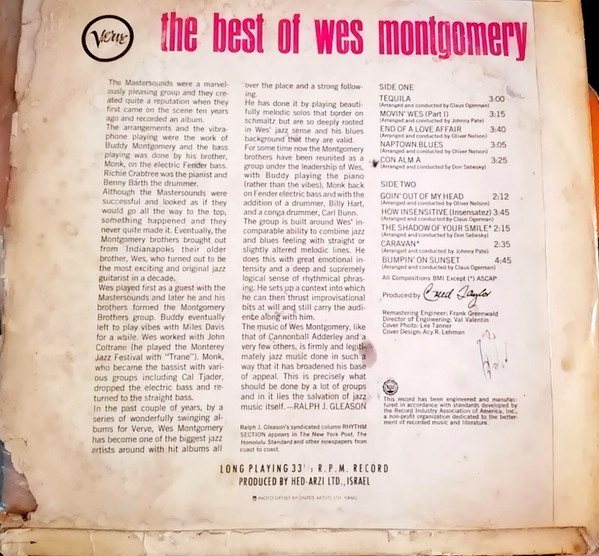 Verve
the best of wes montgomery
The Mastersounds were a marvel-
ously pleasing group and they cre-
ated quite a reputation when they
first came on the scene ten years
ago and recorded an album.
The arrangements and the vibra-
phone playing were the work of
Buddy Montgomery and the bass
playing was done by his brother,
Monk, on the electric Fender bass.
Richie Crabtree was the pianist and
Benny Barth the drummer.
Although the Mastersounds were
successful and looked as if they
would go all the way to the top,
something happened and they
never quite made it. Eventually, the
Montgomery brothers brought out
from Indianapolis their older
brother, Wes, who turned out to be
the most exciting and original jazz
guitarist in a decade.
Wes played first as a guest with the
Mastersounds and later he and his
brothers formed the Montgomery
Brothers group. Buddy eventually
left to play vibes with Miles Davis
for a while. Wes worked with John
Coltrane (he played the Monterey
Jazz Festival with "Trane"). Monk,
who became the bassist with vari-
ous groups including Cal Tjader,
dropped the electric bass and re-
turned to the straight bass.
In the past couple of years, by a
series of wonderfully swinging al-
bums for Verve, Wes Montgomery
has become one of the biggest jazz
artists around with hit albums all
over the place and a strong follow-
ing.
He has done it by playing beauti-
fully melodic solos that border on
schmaltz but are so deeply rooted
in Wes' jazz sense and his blues
background that they are valid.
For some time now the Montgomery
brothers have been reunited as a
group under the leadership of Wes,
with Buddy playing the piano
(rather than the vibes), Monk back
on Fender electric bass and with the
addition of a drummer, Billy Hart,
and a conga drummer, Carl Bunn.
The group is built around Wes' in-
comparable ability to combine jazz
and blues feeling with straight or
slightly altered melodic lines. He
does this with great emotional in-
tensity and a deep and supremely
logical sense of rhythmical phras-
ing. He sets up a context into which
he can then thrust improvisational
bits at will and still carry the audi-
ence along with him.
The music of Wes Montgomery, like
that of Cannonball Adderley and a
very few others, is firmly and legiti-
mately jazz music done in such a
way that it has broadened his base
of appeal. This is precisely what
should be done by a lot of groups
and in it lies the salvation of jazz
music itself. —RALPH J. GLEASON
Ralph J. Gleason's syndicated column RHYTHM
SECTION appears in The New York Post, The
Honolulu Standard and other newspapers from
coast to coast.
SIDE ONE
TEQUILA 3:00
(Arranged and conducted by Claus Ogerman)
MOVIN' WES (Part I) 3:15
(Arranged and conducted by Johnny Pate)
END OF A LOVE AFFAIR 3:40
(Arranged and conducted by Oliver Nelson)
NAPTOWN BLUES 3:05
(Arranged and conducted by Oliver Nelson)
CON ALM A 3:25
(Arranged and conducted by Don Sebesky)
SIDE TWO
GOIN' OUT OF MY HEAD 2:12
(Arranged and conducted by Oliver Nelson)
HOW INSENSITIVE (Insensatez) 3:45
(Arranged and conducted by Claus Ogerman)
THE SHADOW OF YOUR SMILE* 2:15
(Arranged and conducted by Don Sebesky)
CARAVAN* 2:35
(Arranged and conducted by Johnny Pate)
BUMPIN' ON SUNSET 4:45
(Arranged and conducted by Claus Ogerman)
All Compositions BMI Except (*) ASCAP
Produced by Creed Taylor
Remastering Engineer: Frank Greenwald
Director of Engineering: Val Valentin
Cover Photo: Lee Tanner
Cover Design: Acy R. Lehman
This record has been engineered and manufac-
tured in accordance with standards developed by
the Record Industry Association of America, Inc.,
a non-profit organization dedicated to the better-
ment of recorded music and literature.
LONG PLAYING 33⅓ R.P.M. RECORD
PRODUCED BY HED-ARZI LTD., ISRAEL
PHOTO OFFSET BY UNITED ARTISTS LTD. ISRAEL